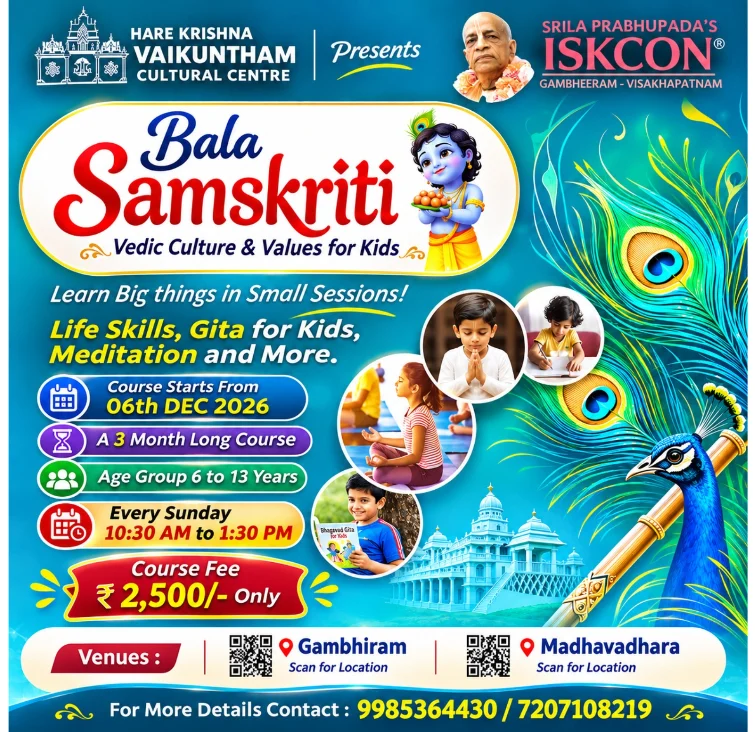 HARE KRISHNA
VAIKUNTHAM
CULTURAL CENTRE
Presents
SRILA PRABHUPADA'S
ISKCON®
GAMBHEERAM - VISAKHAPATNAM
Bala
Samskriti
Vedic Culture & Values for Kids
Learn Big things in Small Sessions!
Life Skills, Gita for Kids,
Meditation and More.
Course Starts From
06th DEC 2026
A 3 Month Long Course
Age Group 6 to 13 Years
Every Sunday
10:30 AM to 1:30 PM
Bhagavad Gita
for Kids
Course Fee
₹ 2,500/- Only
Venues :
Gambhiram
Scan for Location
Madhavadhara
Scan for Location
For More Details Contact : 9985364430 / 7207108219